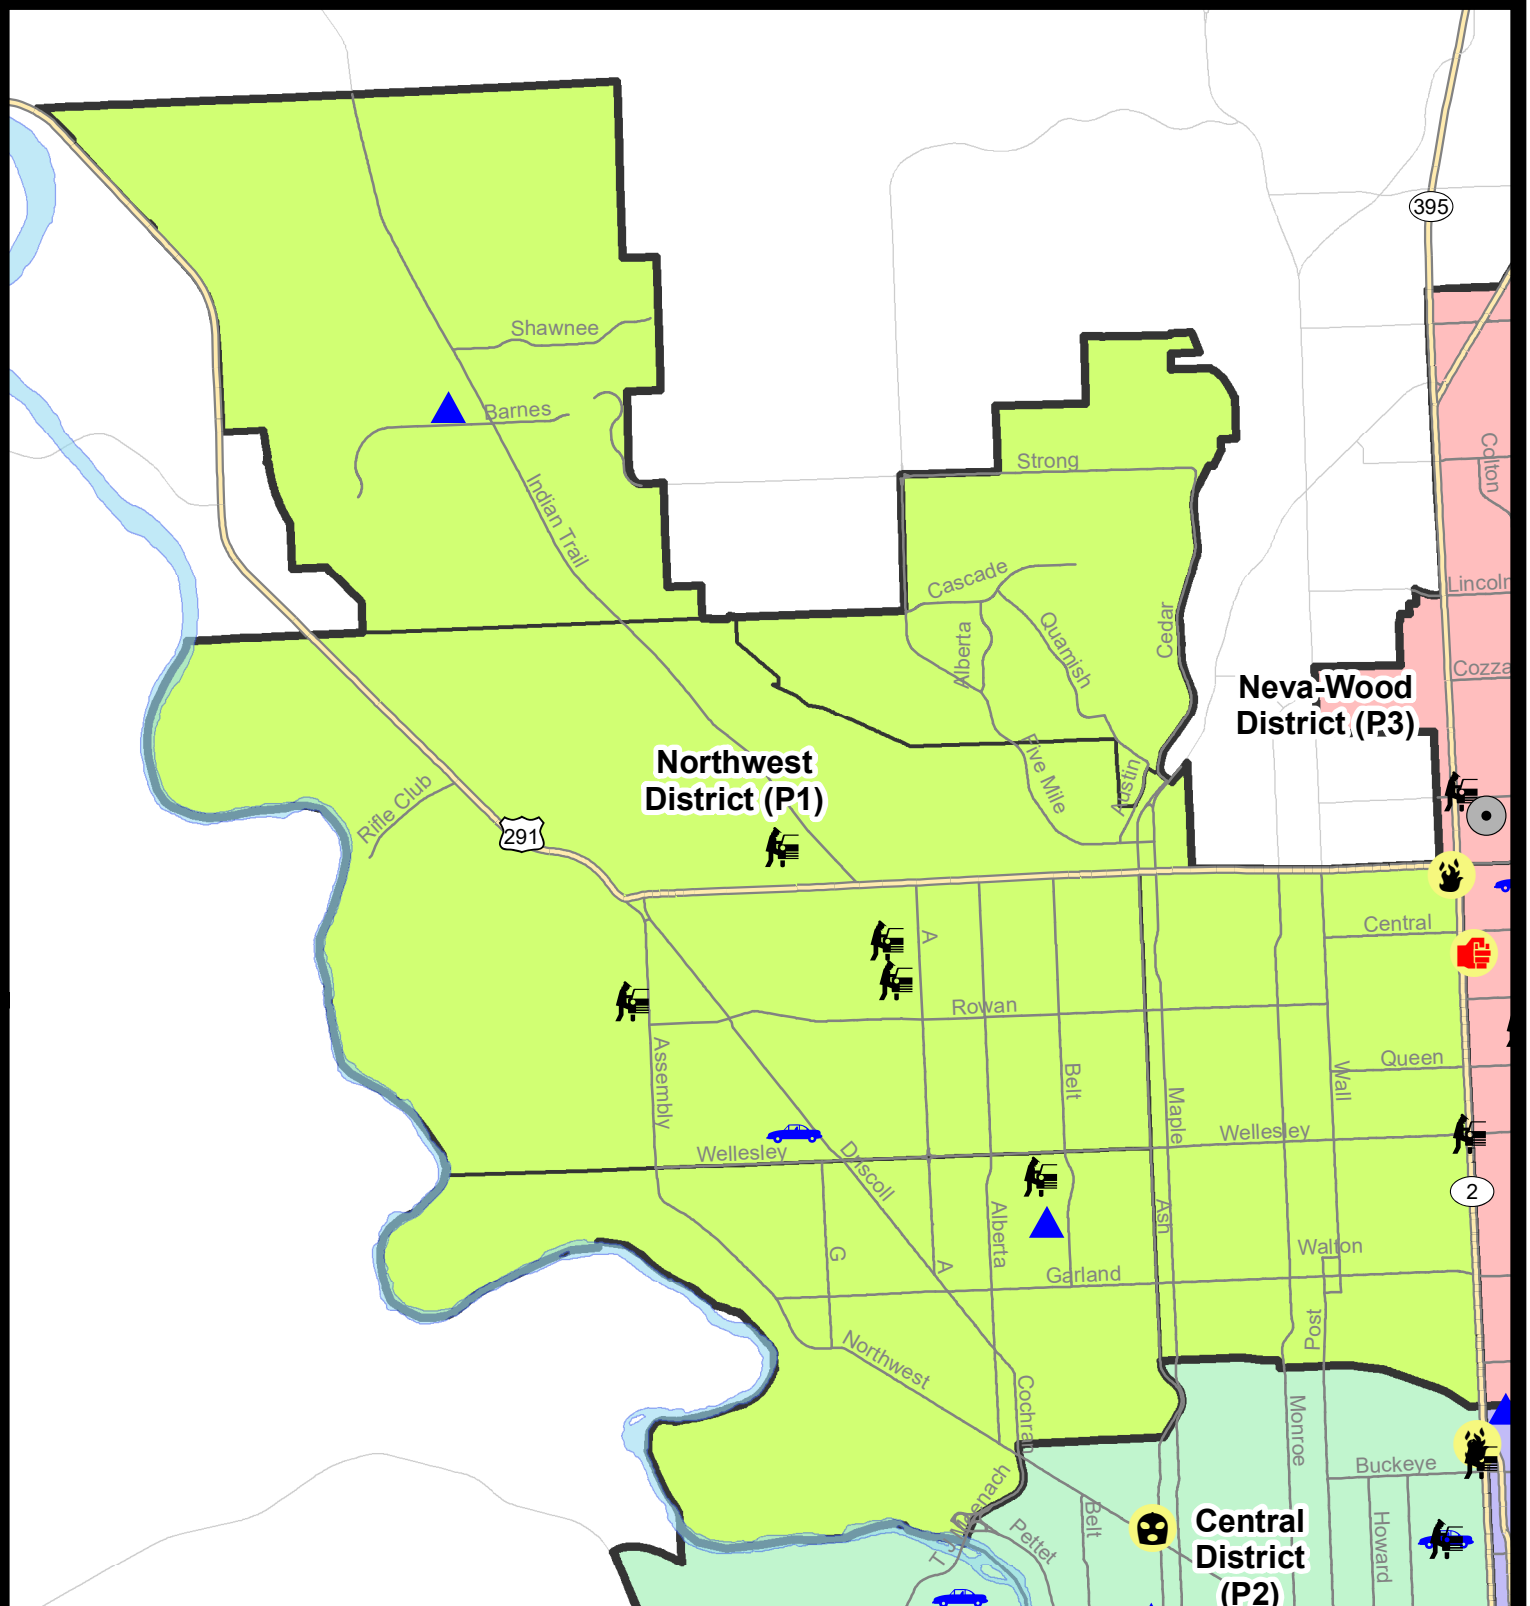 395
Shawnee
Barnes
Colton
Strong
Indian Trail
Cascade
Lincoln
Alberta
Quamish
Cedar
Cozza
Neva-Wood
District (P3)
Northwest
District (P1)
Five Mile
Austin
Rifle Club
291
Central
A
Rowan
Assembly
Belt
Wall
Queen
Maple
Wellesley
Wellesley
Driscoll
2
Alberta
Ash
G
A
Walton
Garland
Post
Northwest
Cochran
Monroe
Buckeye
Belt
Howard
Pettet
Central
District
(P2)